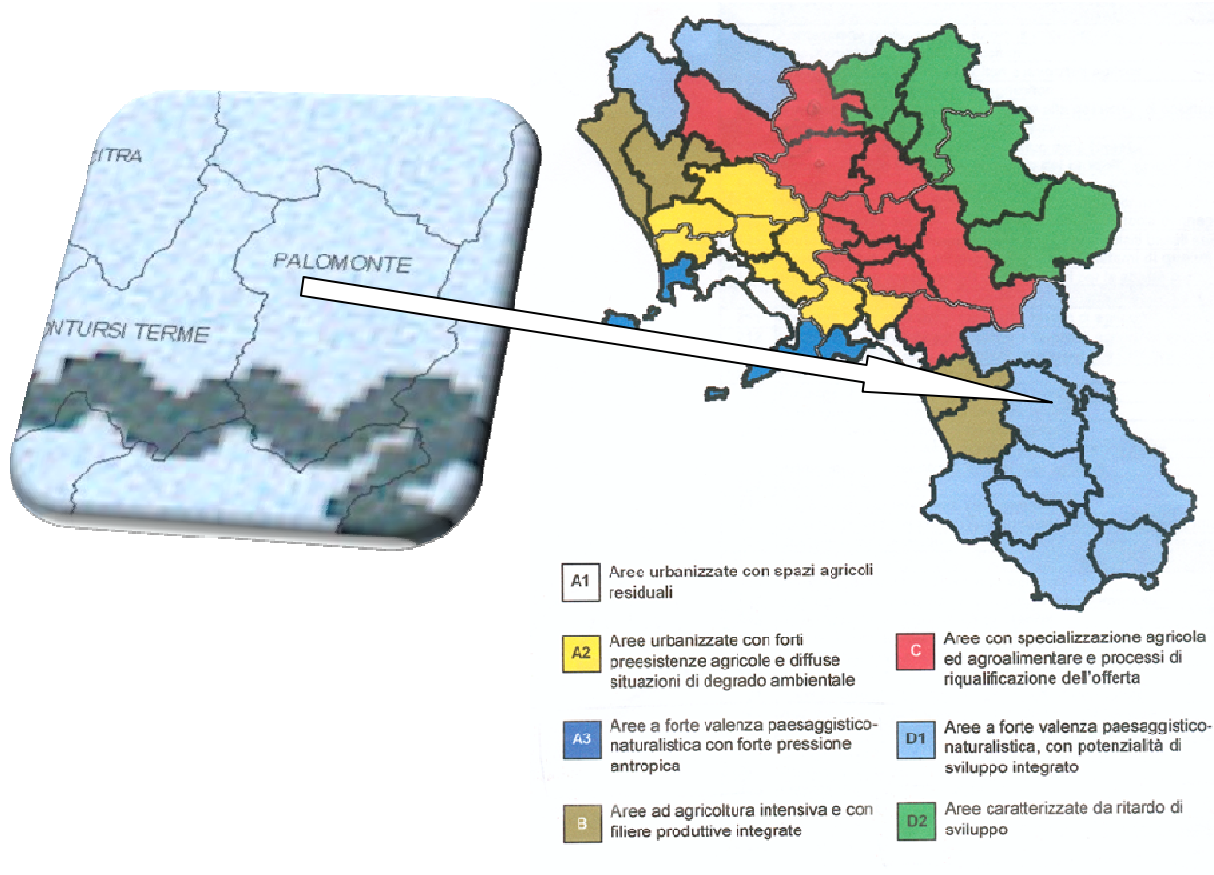 CITRA
PALOMONTE
ONTURSI TERME
A1
Aree urbanizzate con spazi agricoli
residuali
A2
Aree urbanizzate con forti
preesistenze agricole e diffuse
situazioni di degrado ambientale
A3
Aree a forte valenza paesaggistico-
naturalistica con forte pressione
antropica
B
Aree ad agricoltura intensiva e con
filiere produttive integrate
C
Aree con specializzazione agricola
ed agroalimentare e processi di
riqualificazione dell'offerta
D1
Aree a forte valenza paesaggistico-
naturalistica, con potenzialità di
sviluppo integrato
D2
Aree caratterizzate da ritardo di
sviluppo